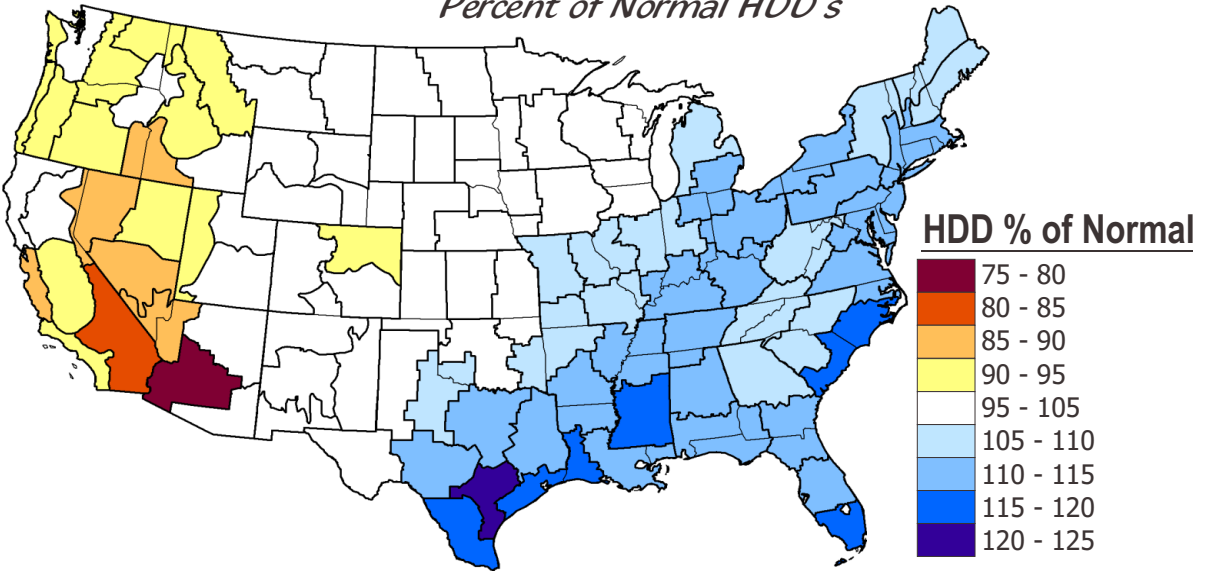 Percent of Normal HDD's
HDD % of Normal
75 - 80
80 - 85
85 - 90
90 - 95
95 - 105
105 - 110
110 - 115
115 - 120
120 - 125